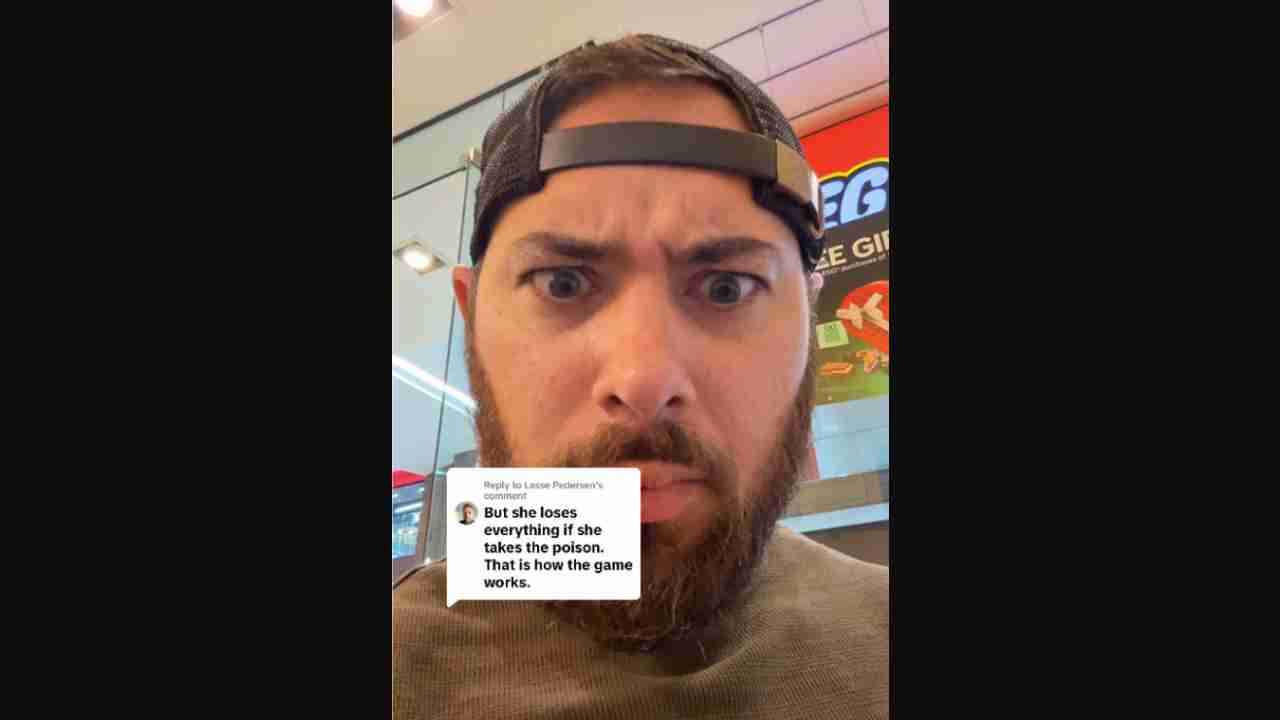 EG
EE GI
Reply to Lasse Pedersen's
comment
But she loses
everything if she
takes the poison.
That is how the game
works.